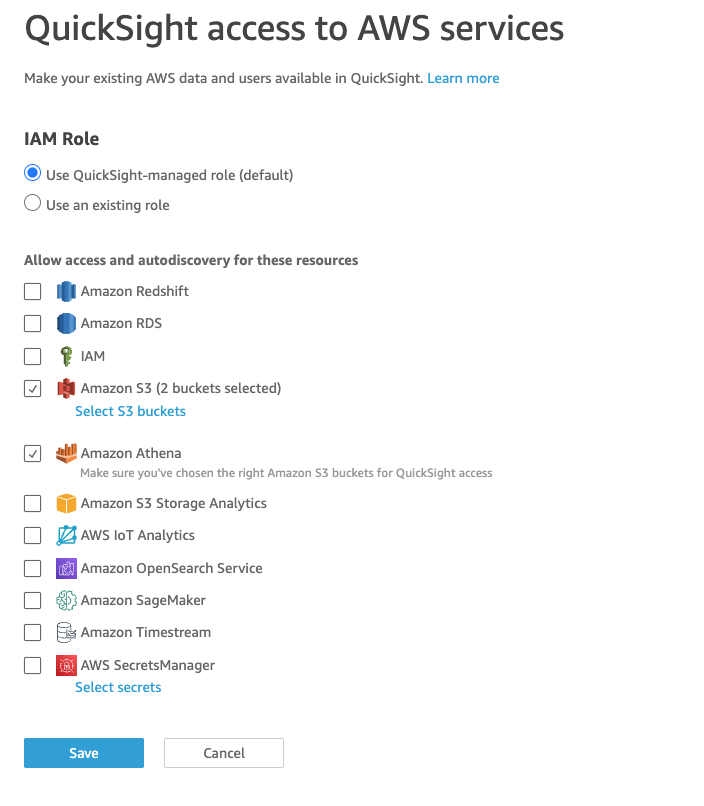 QuickSight access to AWS services
Make your existing AWS data and users available in QuickSight. Learn more
IAM Role
Use QuickSight-managed role (default)
Use an existing role
Allow access and autodiscovery for these resources
Amazon Redshift
Amazon RDS
IAM
Amazon S3 (2 buckets selected)
Select S3 buckets
Amazon Athena
Make sure you've chosen the right Amazon S3 buckets for QuickSight access
Amazon S3 Storage Analytics
AWS IoT Analytics
Amazon OpenSearch Service
Amazon SageMaker
Amazon Timestream
AWS SecretsManager
Select secrets
Save Cancel